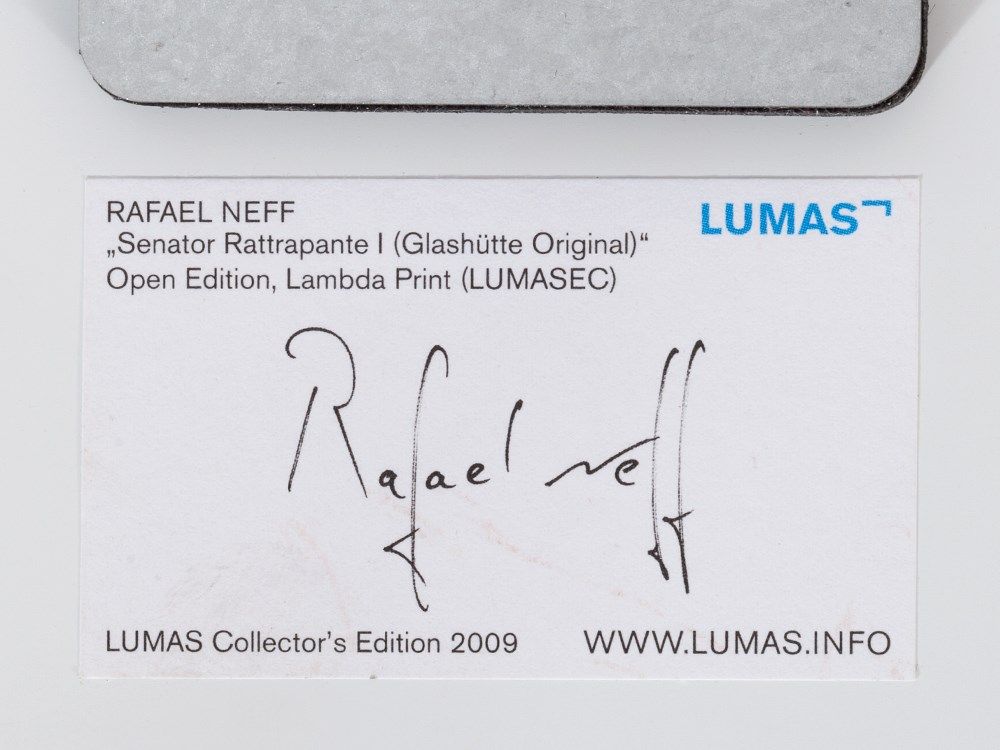 RAFAEL NEFF
LUMAS
„Senator Rattrapante I (Glashütte Original)“
Open Edition, Lambda Print (LUMASEC)
Rafael Neff
LUMAS Collector's Edition 2009
WWW.LUMAS.INFO